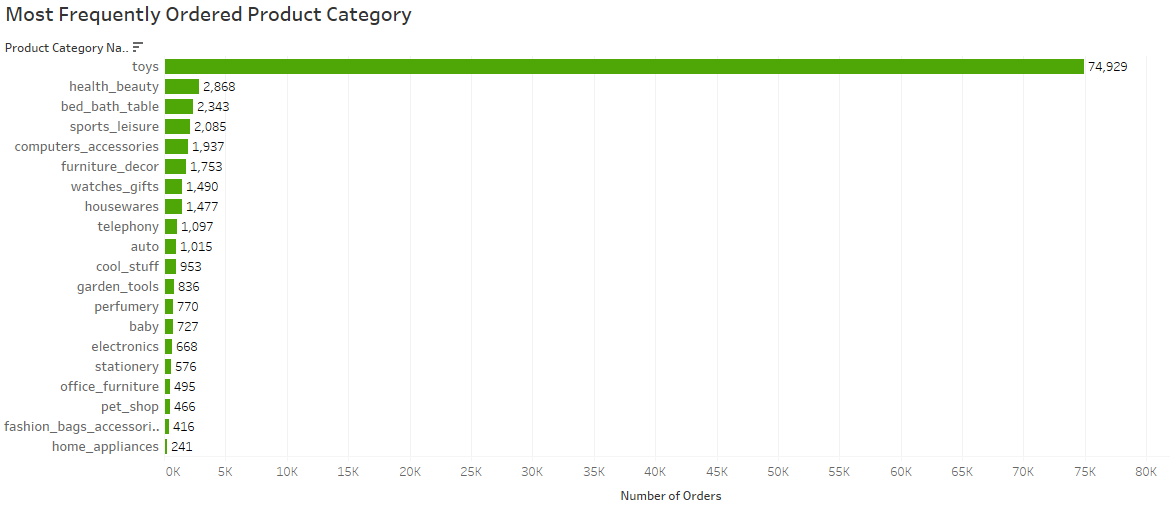 Most Frequently Ordered Product Category
Product Category Na..
toys 74,929
health_beauty 2,868
bed_bath_table 2,343
sports_leisure 2,085
computers_accessories 1,937
furniture_decor 1,753
watches_gifts 1,490
housewares 1,477
telephony 1,097
auto 1,015
cool_stuff 953
garden_tools 836
perfumery 770
baby 727
electronics 668
stationery 576
office_furniture 495
pet_shop 466
fashion_bags_accessori.. 416
home_appliances 241
0K 5K 10K 15K 20K 25K 30K 35K 40K 45K 50K 55K 60K 65K 70K 75K 80K
Number of Orders